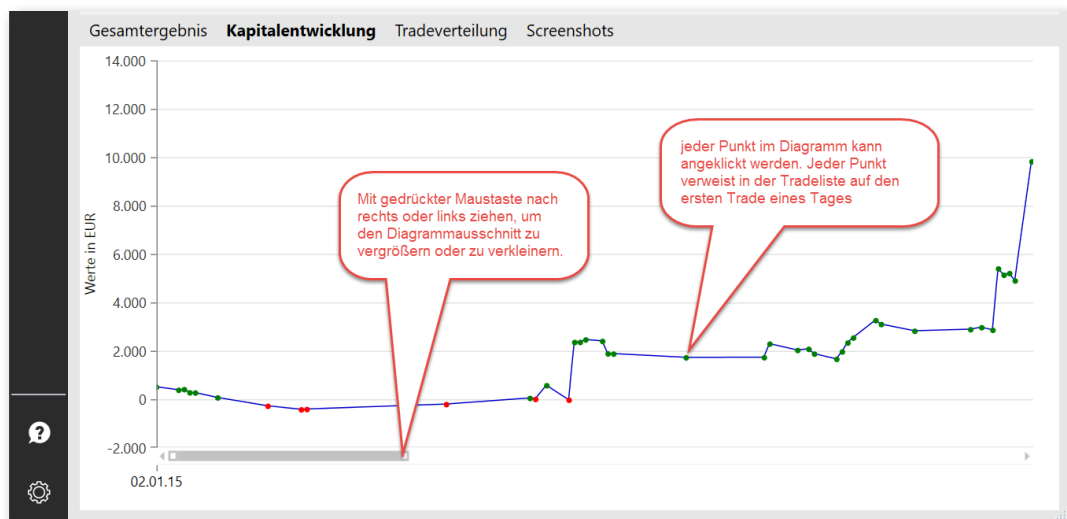 Gesamtergebnis Kapitalentwicklung Tradeverteilung Screenshots
14.000
12.000
10.000
8.000
6.000
4.000
2.000
0
-2.000
Werte in EUR
jeder Punkt im Diagramm kann
angeklickt werden. Jeder Punkt
verweist in der Tradeliste auf den
ersten Trade eines Tages
Mit gedrückter Maustaste nach
rechts oder links ziehen, um
den Diagrammausschnitt zu
vergrößern oder zu verkleinern.
02.01.15